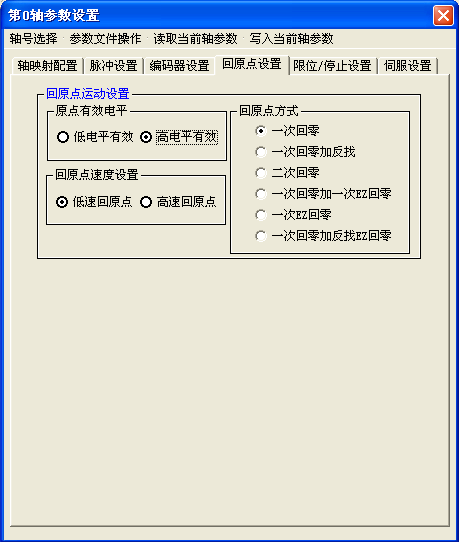 第0轴参数设置
轴号选择 参数文件操作 读取当前轴参数 写入当前轴参数
轴映射配置 脉冲设置 编码器设置 回原点设置 限位/停止设置 伺服设置
回原点运动设置
原点有效电平
低电平有效 高电平有效
回原点速度设置
低速回原点 高速回原点
回原点方式
一次回零
一次回零加反找
二次回零
一次回零加一次EZ回零
一次EZ回零
一次回零加反找EZ回零